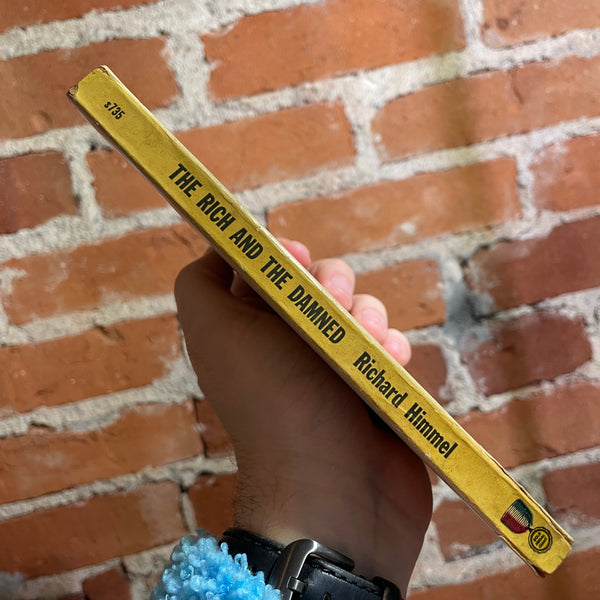 s735
THE RICH AND THE DAMNED Richard Himmel